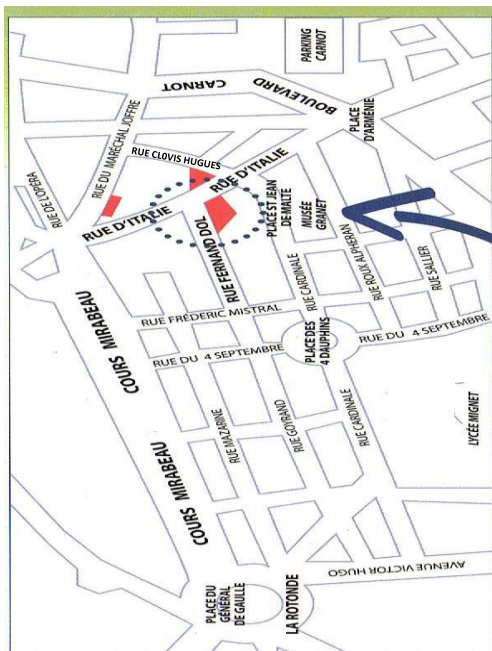 PARKING
CARNOT
BOULEVARD
CARNOT
PLACE
D'ARMÉNIE
RUE DU MARÉCHAL JOFFRE
RUE DE L'OPÉRA
RUE CLOVIS HUGUES
RUE D'ITALIE
RUE D'ITALIE
PLACE ST JEAN
DE MALTE
MUSÉE
GRANET
RUE FERNAND DOL
RUE CARDINALE
RUE ROUX ALPHERAN
RUE SALLIER
COURS MIRABEAU
RUE FRÉDÉRIC MISTRAL
RUE DU 4 SEPTEMBRE
PLACE DES
4 DAUPHINS
RUE DU 4 SEPTEMBRE
COURS MIRABEAU
RUE MAZARINE
RUE GOYRAND
RUE CARDINALE
LYCÉE MIGNET
AVENUE VICTOR HUGO
PLACE DU
GÉNÉRAL
DE GAULLE
LA ROTONDE